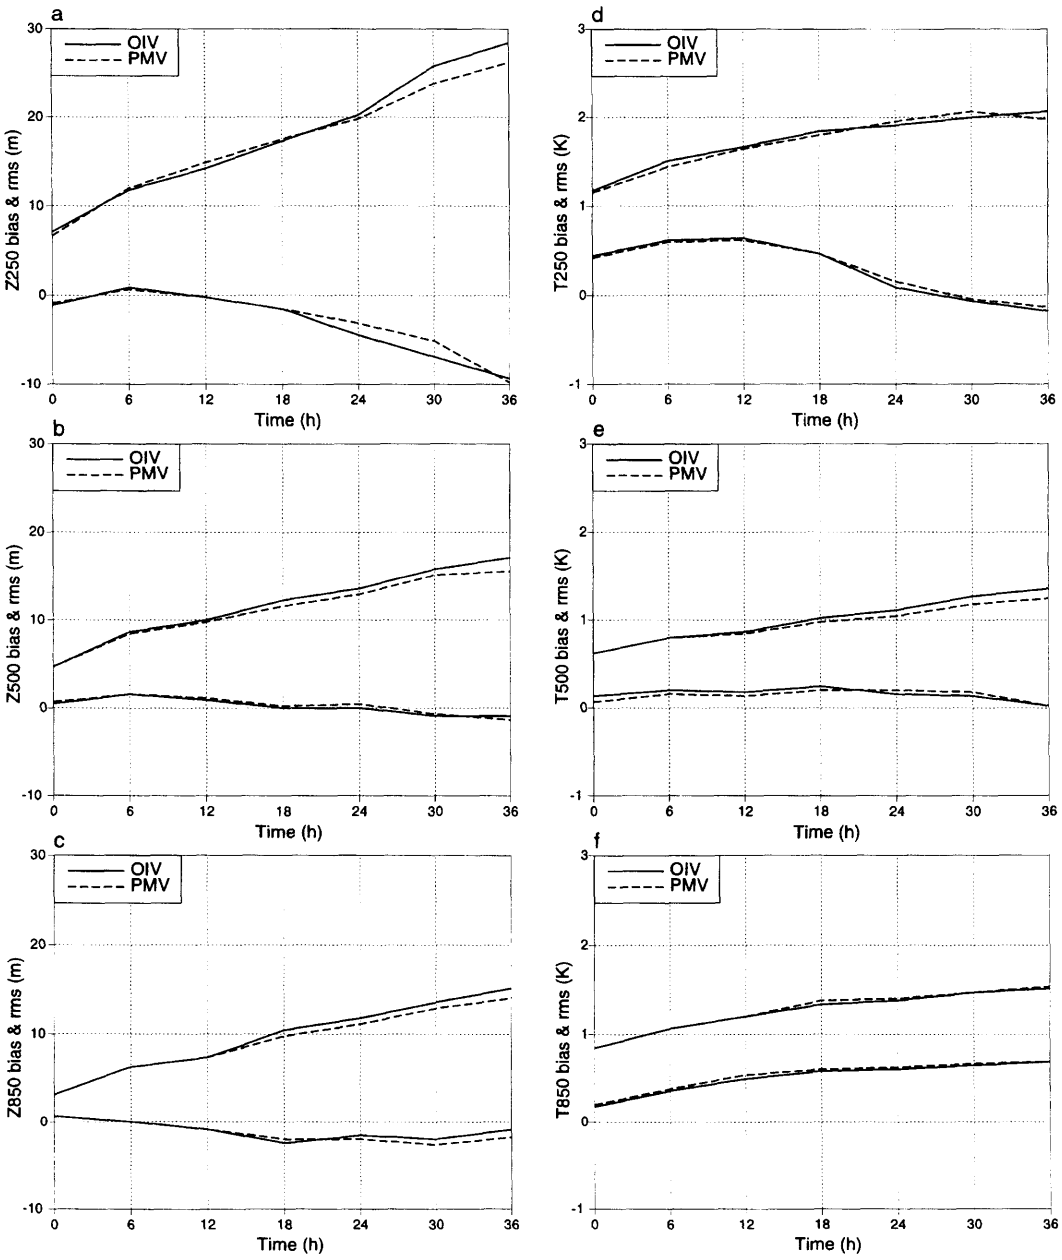 a
30
20
10
0
-10
OIV
PMV
Z250 bias & rms (m)
0 6 12 18 24 30 36
Time (h)
d
3
2
1
0
-1
OIV
PMV
T250 bias & rms (K)
0 6 12 18 24 30 36
Time (h)
b
30
20
10
0
-10
OIV
PMV
Z500 bias & rms (m)
0 6 12 18 24 30 36
Time (h)
e
3
2
1
0
-1
OIV
PMV
T500 bias & rms (K)
0 6 12 18 24 30 36
Time (h)
c
30
20
10
0
-10
OIV
PMV
Z850 bias & rms (m)
0 6 12 18 24 30 36
Time (h)
f
3
2
1
0
-1
OIV
PMV
T850 bias & rms (K)
0 6 12 18 24 30 36
Time (h)